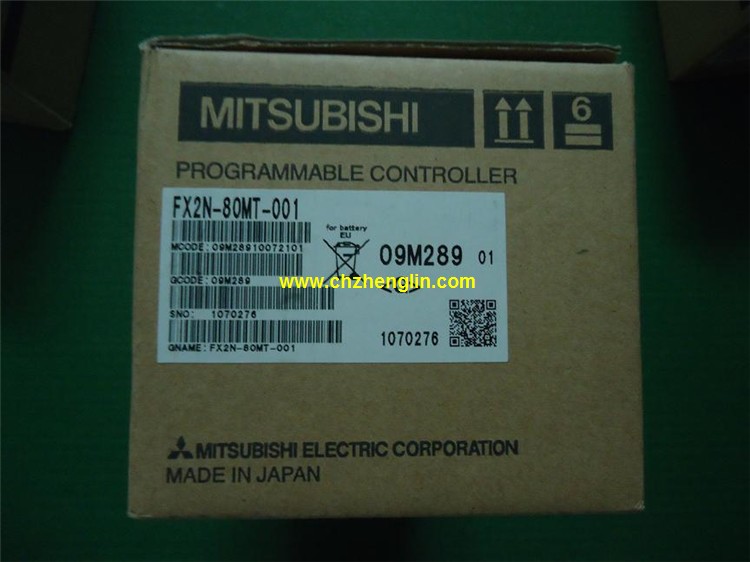 MITSUBISHI
6
PROGRAMMABLE CONTROLLER
FX2N-80MT-001
MCODE: 09M28910072101
for battery
EU
09M289 01
www.chzhenglin.com
GCODE: 09M289
SNO: 1070276
1070276
GNAME: FX2N-80MT-001
MITSUBISHI ELECTRIC CORPORATION
MADE IN JAPAN